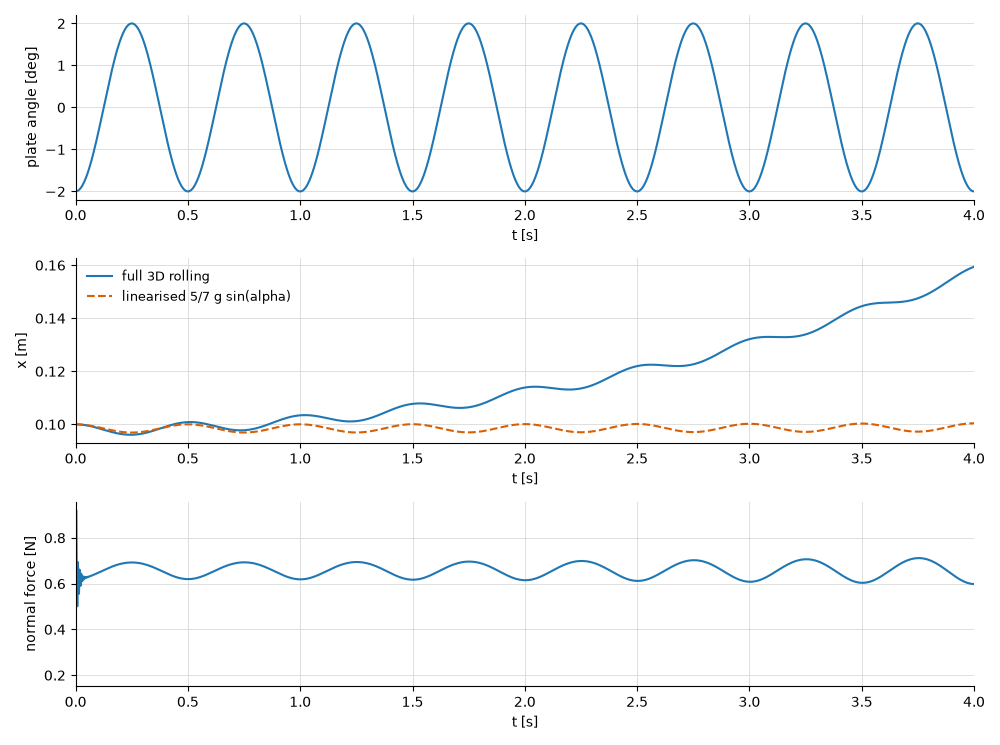 plate angle [deg]
2
1
0
−1
−2
0.0 0.5 1.0 1.5 2.0 2.5 3.0 3.5 4.0
t [s]
x [m]
0.16
0.14
0.12
0.10
full 3D rolling
linearised 5/7 g sin(alpha)
0.0 0.5 1.0 1.5 2.0 2.5 3.0 3.5 4.0
t [s]
normal force [N]
0.8
0.6
0.4
0.2
0.0 0.5 1.0 1.5 2.0 2.5 3.0 3.5 4.0
t [s]